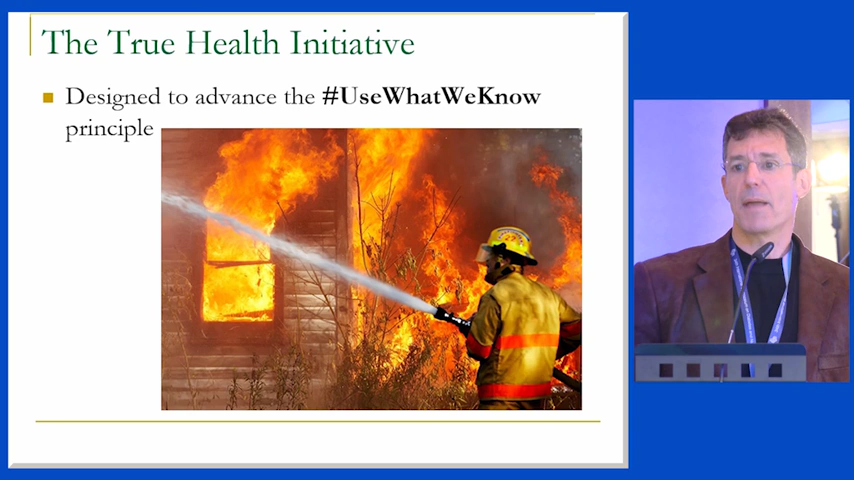 The True Health Initiative
Designed to advance the #UseWhatWeKnow
principle